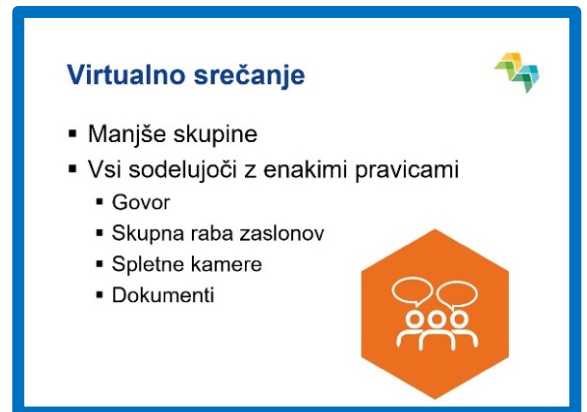 Virtualno srečanje
▪ Manjše skupine
▪ Vsi sodelujoči z enakimi pravicami
▪ Govor
▪ Skupna raba zaslonov
▪ Spletne kamere
▪ Dokumenti